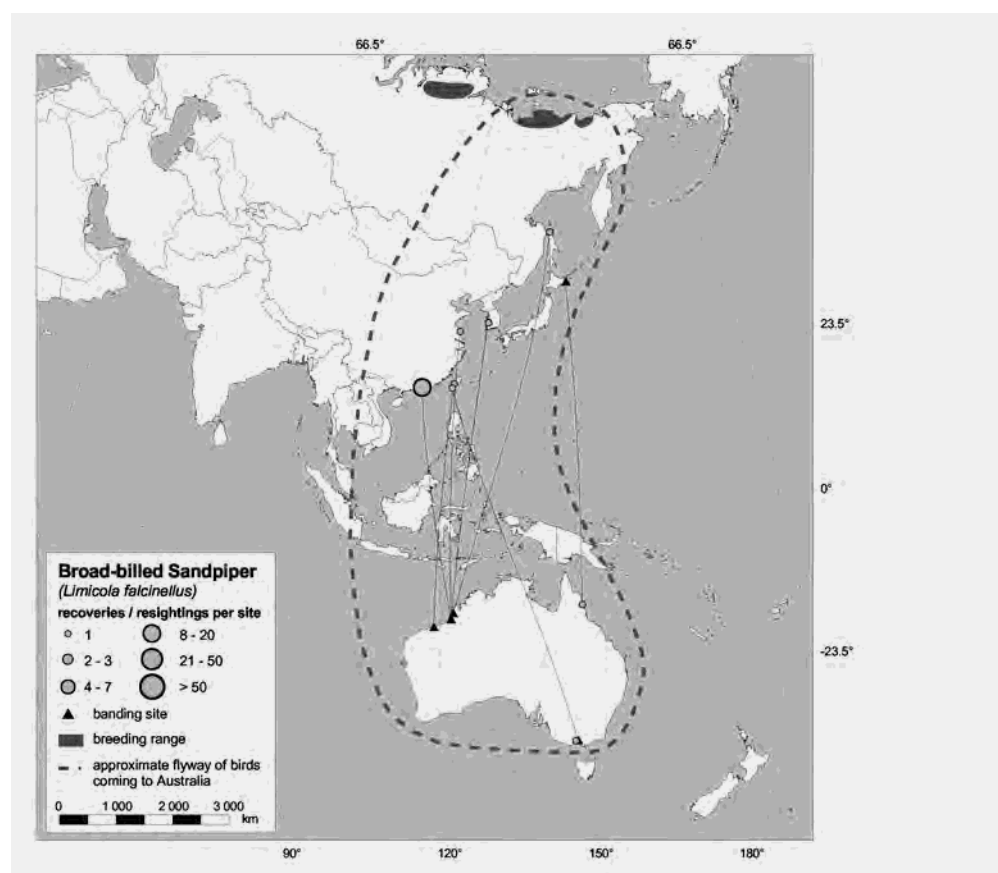 66.5° 66.5°
23.5°
0°
-23.5°
Broad-billed Sandpiper
(Limicola falcinellus)
recoveries / resightings per site
1 8 - 20
2 - 3 21 - 50
4 - 7 > 50
banding site
breeding range
approximate flyway of birds
coming to Australia
0 1 000 2 000 3 000
km
90° 120° 150° 180°